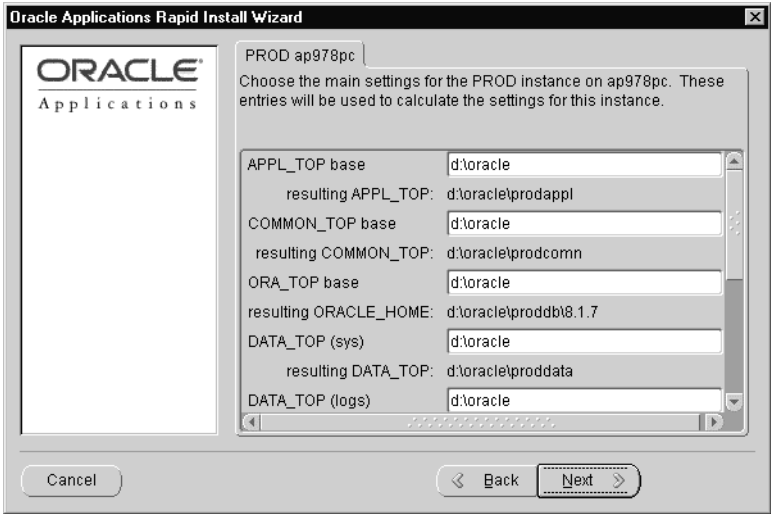 Oracle Applications Rapid Install Wizard
ORACLE®
Applications
PROD ap978pc
Choose the main settings for the PROD instance on ap978pc. These
entries will be used to calculate the settings for this instance.
APPL_TOP base d:\oracle
resulting APPL_TOP: d:\oracle\prodappl
COMMON_TOP base d:\oracle
resulting COMMON_TOP: d:\oracle\prodcomn
ORA_TOP base d:\oracle
resulting ORACLE_HOME: d:\oracle\proddb\8.1.7
DATA_TOP (sys) d:\oracle
resulting DATA_TOP: d:\oracle\proddata
DATA_TOP (logs) d:\oracle
Cancel Back Next